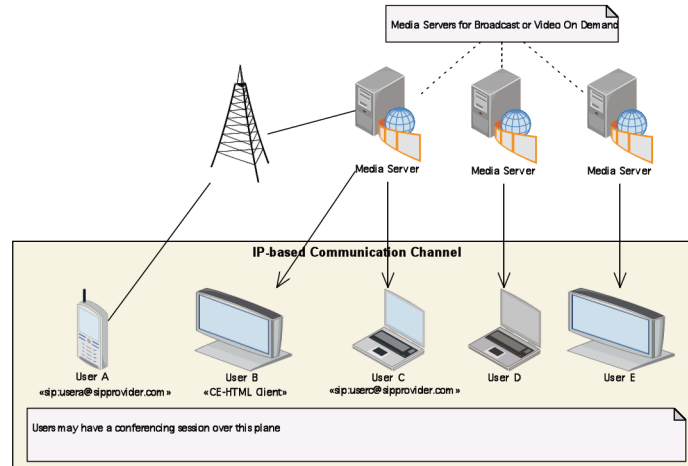 Media Servers for Broadcast or Video On Demand
Media Server
Media Server
Media Server
IP-based Communication Channel
User A
«sip:usera@sipprovider.com»
User B
«CE-HTML Client»
User C
«sip:userc@sipprovider.com»
User D
User E
Users may have a conferencing session over this plane